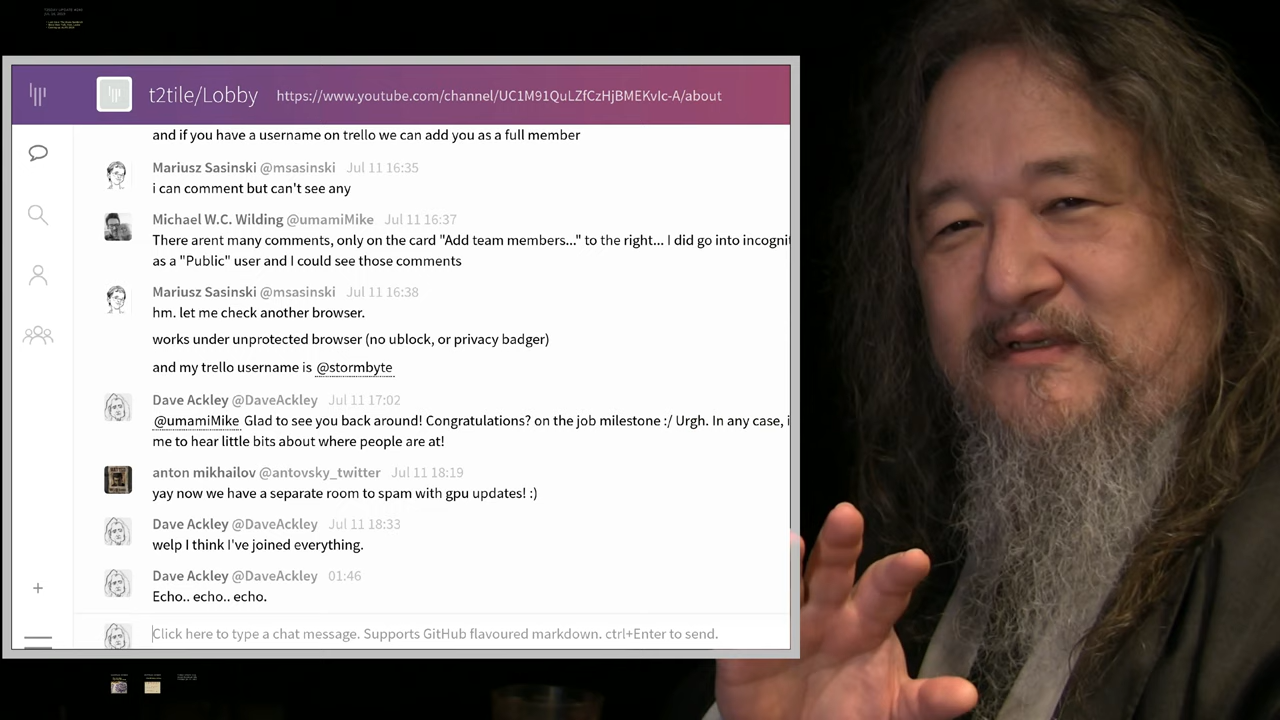 t2tile/Lobby https://www.youtube.com/channel/UC1M91QuLZfCzHjBMEKvIc-A/about
and if you have a username on trello we can add you as a full member
Mariusz Sasinski @msasinski Jul 11 16:35
i can comment but can't see any
Michael W.C. Wilding @umamiMike Jul 11 16:37
There arent many comments, only on the card "Add team members..." to the right... I did go into incognit
as a "Public" user and I could see those comments
Mariusz Sasinski @msasinski Jul 11 16:38
hm. let me check another browser.
works under unprotected browser (no ublock, or privacy badger)
and my trello username is @stormbyte
Dave Ackley @DaveAckley Jul 11 17:02
@umamiMike Glad to see you back around! Congratulations? on the job milestone :/ Urgh. In any case, i
me to hear little bits about where people are at!
anton mikhailov @antovsky_twitter Jul 11 18:19
yay now we have a separate room to spam with gpu updates! :)
Dave Ackley @DaveAckley Jul 11 18:33
welp I think I've joined everything.
Dave Ackley @DaveAckley 01:46
Echo.. echo.. echo.
Click here to type a chat message. Supports GitHub flavoured markdown. ctrl+Enter to send.